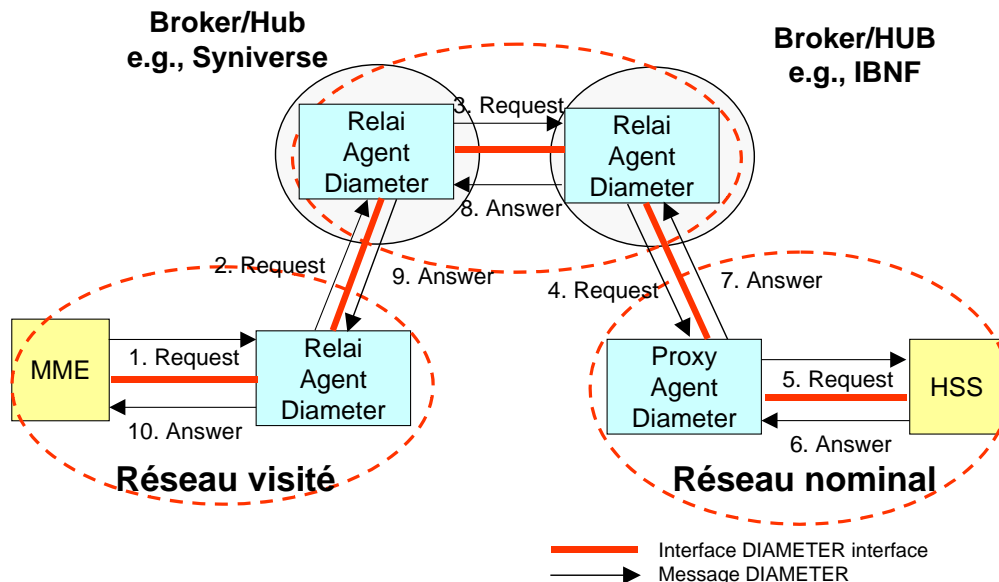 Broker/Hub
e.g., Syniverse
Broker/HUB
e.g., IBNF
3. Request
Relai
Agent
Diameter
Relai
Agent
Diameter
8. Answer
2. Request
9. Answer
4. Request
7. Answer
MME
1. Request
10. Answer
Relai
Agent
Diameter
Proxy
Agent
Diameter
5. Request
6. Answer
HSS
Réseau visité
Réseau nominal
Interface DIAMETER interface
Message DIAMETER